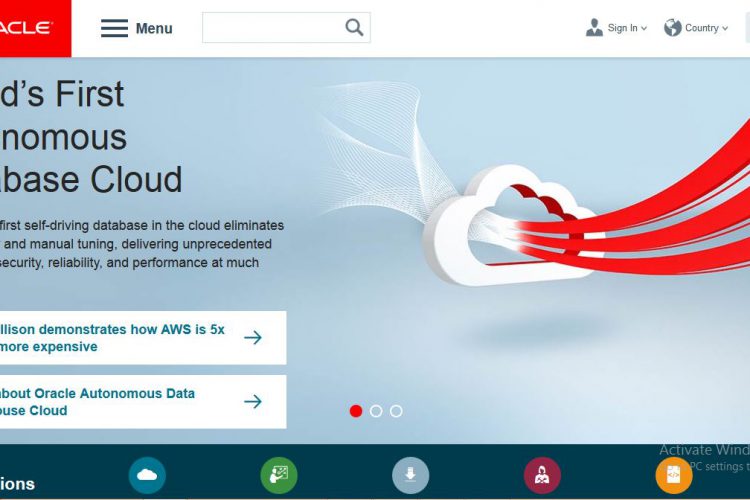 ACLE
Menu
Sign In
Country
d's First
nomous
base Cloud
first self-driving database in the cloud eliminates
and manual tuning, delivering unprecedented
security, reliability, and performance at much
llison demonstrates how AWS is 5x
more expensive
about Oracle Autonomous Data
ouse Cloud
Activate Wind
PC settings t
ions